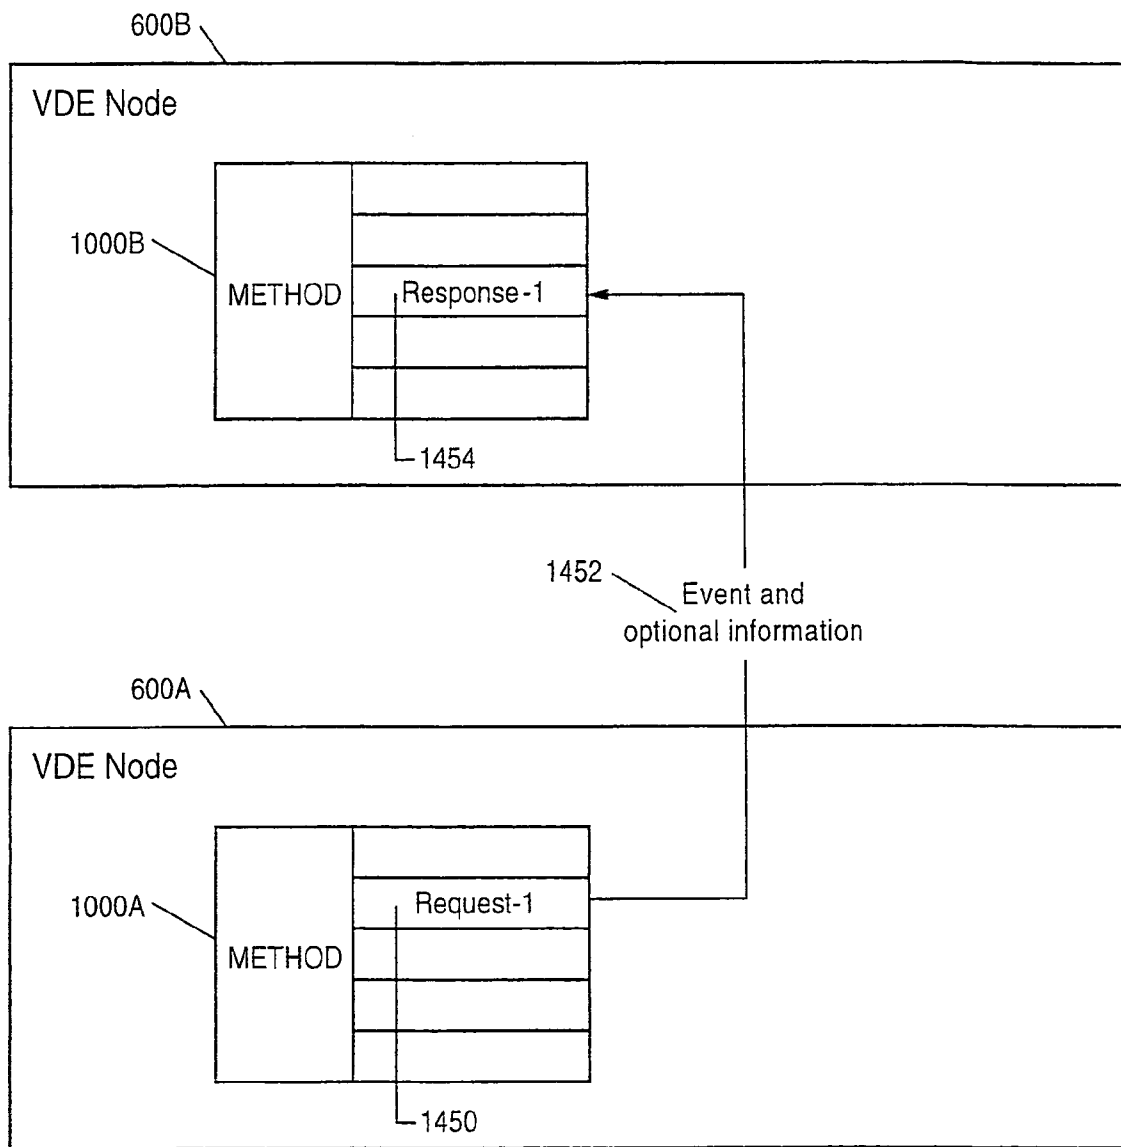 600B
VDE Node
1000B
METHOD
Response-1
1454
1452
Event and
optional information
600A
VDE Node
1000A
Request-1
METHOD
1450